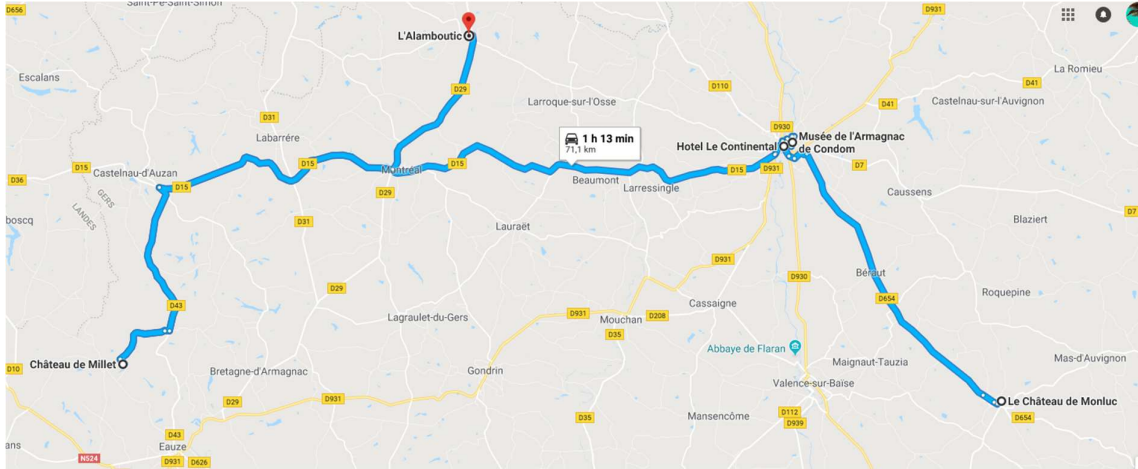 D656
Saint-Pé-Saint-Simon
D931
L'Alamboutic
La Romieu
Escalans
D29
D110
D41
Larroque-sur-l'Osse
D41
Castelnau-sur-l'Auvignon
D31
1 h 13 min
71,1 km
D930
Musée de l'Armagnac
de Condom
Labarrére
Hotel Le Continental
D15
D15
D15
D7
D15
Castelnau-d'Auzan
Montréal
D15
D931
D36
D15
Beaumont
Larressingle
Caussens
D29
GERS
LANDES
boscq
D31
Lauraët
Blaziert
D7
D931
Béraut
D930
D29
D654
Roquepine
D43
Cassaigne
Lagraulet-du-Gers
D931
Mouchan
D208
D35
Abbaye de Flaran
Château de Millet
Maignaut-Tauzia
Mas-d'Auvignon
D10
Bretagne-d'Armagnac
Gondrin
Valence-sur-Baïse
D29
D931
Le Château de Monluc
D112
D35
Mansencôme
D654
D939
D43
ans
Eauze
N524
D931
D626